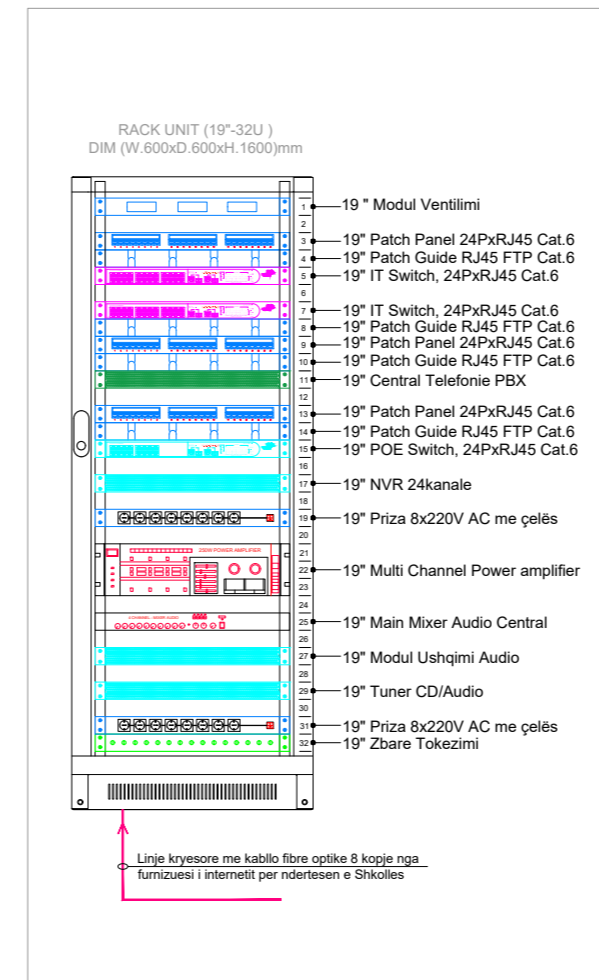 RACK UNIT (19"-32U )
DIM (W.600xD.600xH.1600)mm
1 19 " Modul Ventilimi
2
3 19" Patch Panel 24PxRJ45 Cat.6
4 19" Patch Guide RJ45 FTP Cat.6
5 19" IT Switch, 24PxRJ45 Cat.6
6
7 19" IT Switch, 24PxRJ45 Cat.6
8 19" Patch Guide RJ45 FTP Cat.6
9 19" Patch Panel 24PxRJ45 Cat.6
10 19" Patch Guide RJ45 FTP Cat.6
11 19" Central Telefonie PBX
12
13 19" Patch Panel 24PxRJ45 Cat.6
14 19" Patch Guide RJ45 FTP Cat.6
15 19" POE Switch, 24PxRJ45 Cat.6
16
17 19" NVR 24kanale
18
19 19" Priza 8x220V AC me çelës
20
21
POWER AMPLIFIER
22 19" Multi Channel Power amplifier
23
24
25 19" Main Mixer Audio Central
26
27 19" Modul Ushqimi Audio
28
29 19" Tuner CD/Audio
30
31 19" Priza 8x220V AC me çelës
32 19" Zbare Tokezimi
Linje kryesore me kabllo fibre optike 8 kopje nga
furnizuesi i internetit per ndertesen e Shkolles